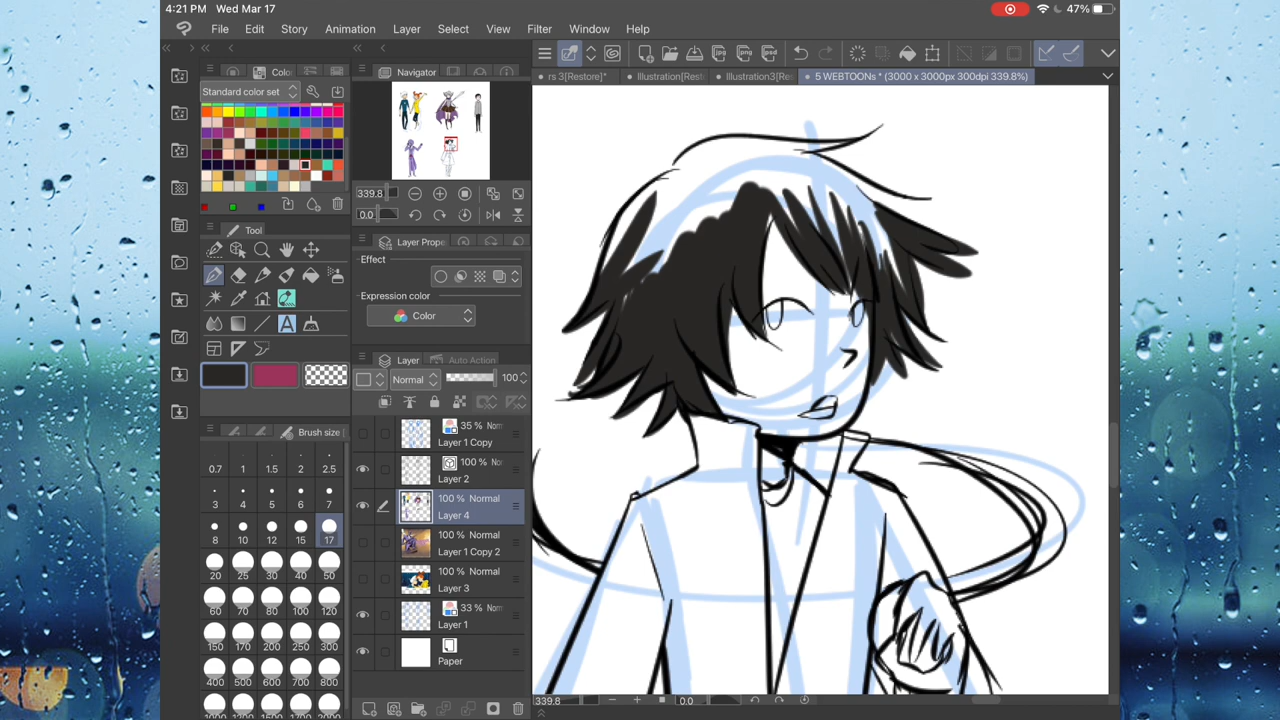 4:21 PM Wed Mar 17
47%
File Edit Story Animation Layer Select View Filter Window Help
Navigator
rs 3[Restore]*
Illustration[Res
Illustration3[Res
5 WEBTOONs * (3000 x 3000px 300dpi 339.8%)
Standard color set
339.8
0.0
Tool
Layer Prope
Effect
Expression color
Color
Layer Auto Action
Normal 100
Brush size
0.7 1 1.5 2 2.5
3 4 5 6 7
8 10 12 15 17
20 25 30 40 50
60 70 80 100 120
150 170 200 250 300
400 500 600 700 800
35 % Nom
Layer 1 Copy
100 % No
Layer 2
100 % Normal
Layer 4
100 % Normal
Layer 1 Copy 2
100 % Normal
Layer 3
33 % Nom
Layer 1
Paper
339.8
0.0